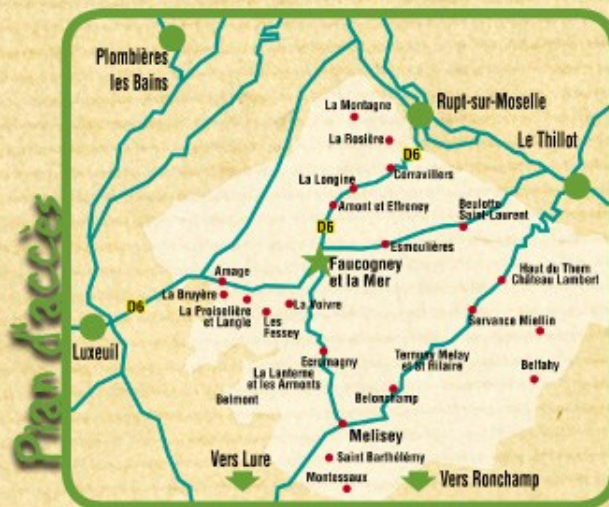 Plan d'accès
Plombières
les Bains
La Montagne
Rupt-sur-Moselle
La Rosière
Le Thillot
D6
Corravillers
La Longine
Amont et Effreney
Beulotte
Saint Laurent
D6
Esmoulières
Faucogney
et la Mer
Haut du Them
Château Lambert
Amage
La Bruyère
La Proiselière
et Langle
La Voivre
Les
Fessey
D6
Luxeuil
Servance Miellin
Ecromagny
Ternuay Melay
et St Hilaire
La Lanterne
et les Armonts
Belfahy
Belmont
Belonchamp
Melisey
Vers Lure
Saint Barthélémy
Montessaux
Vers Ronchamp